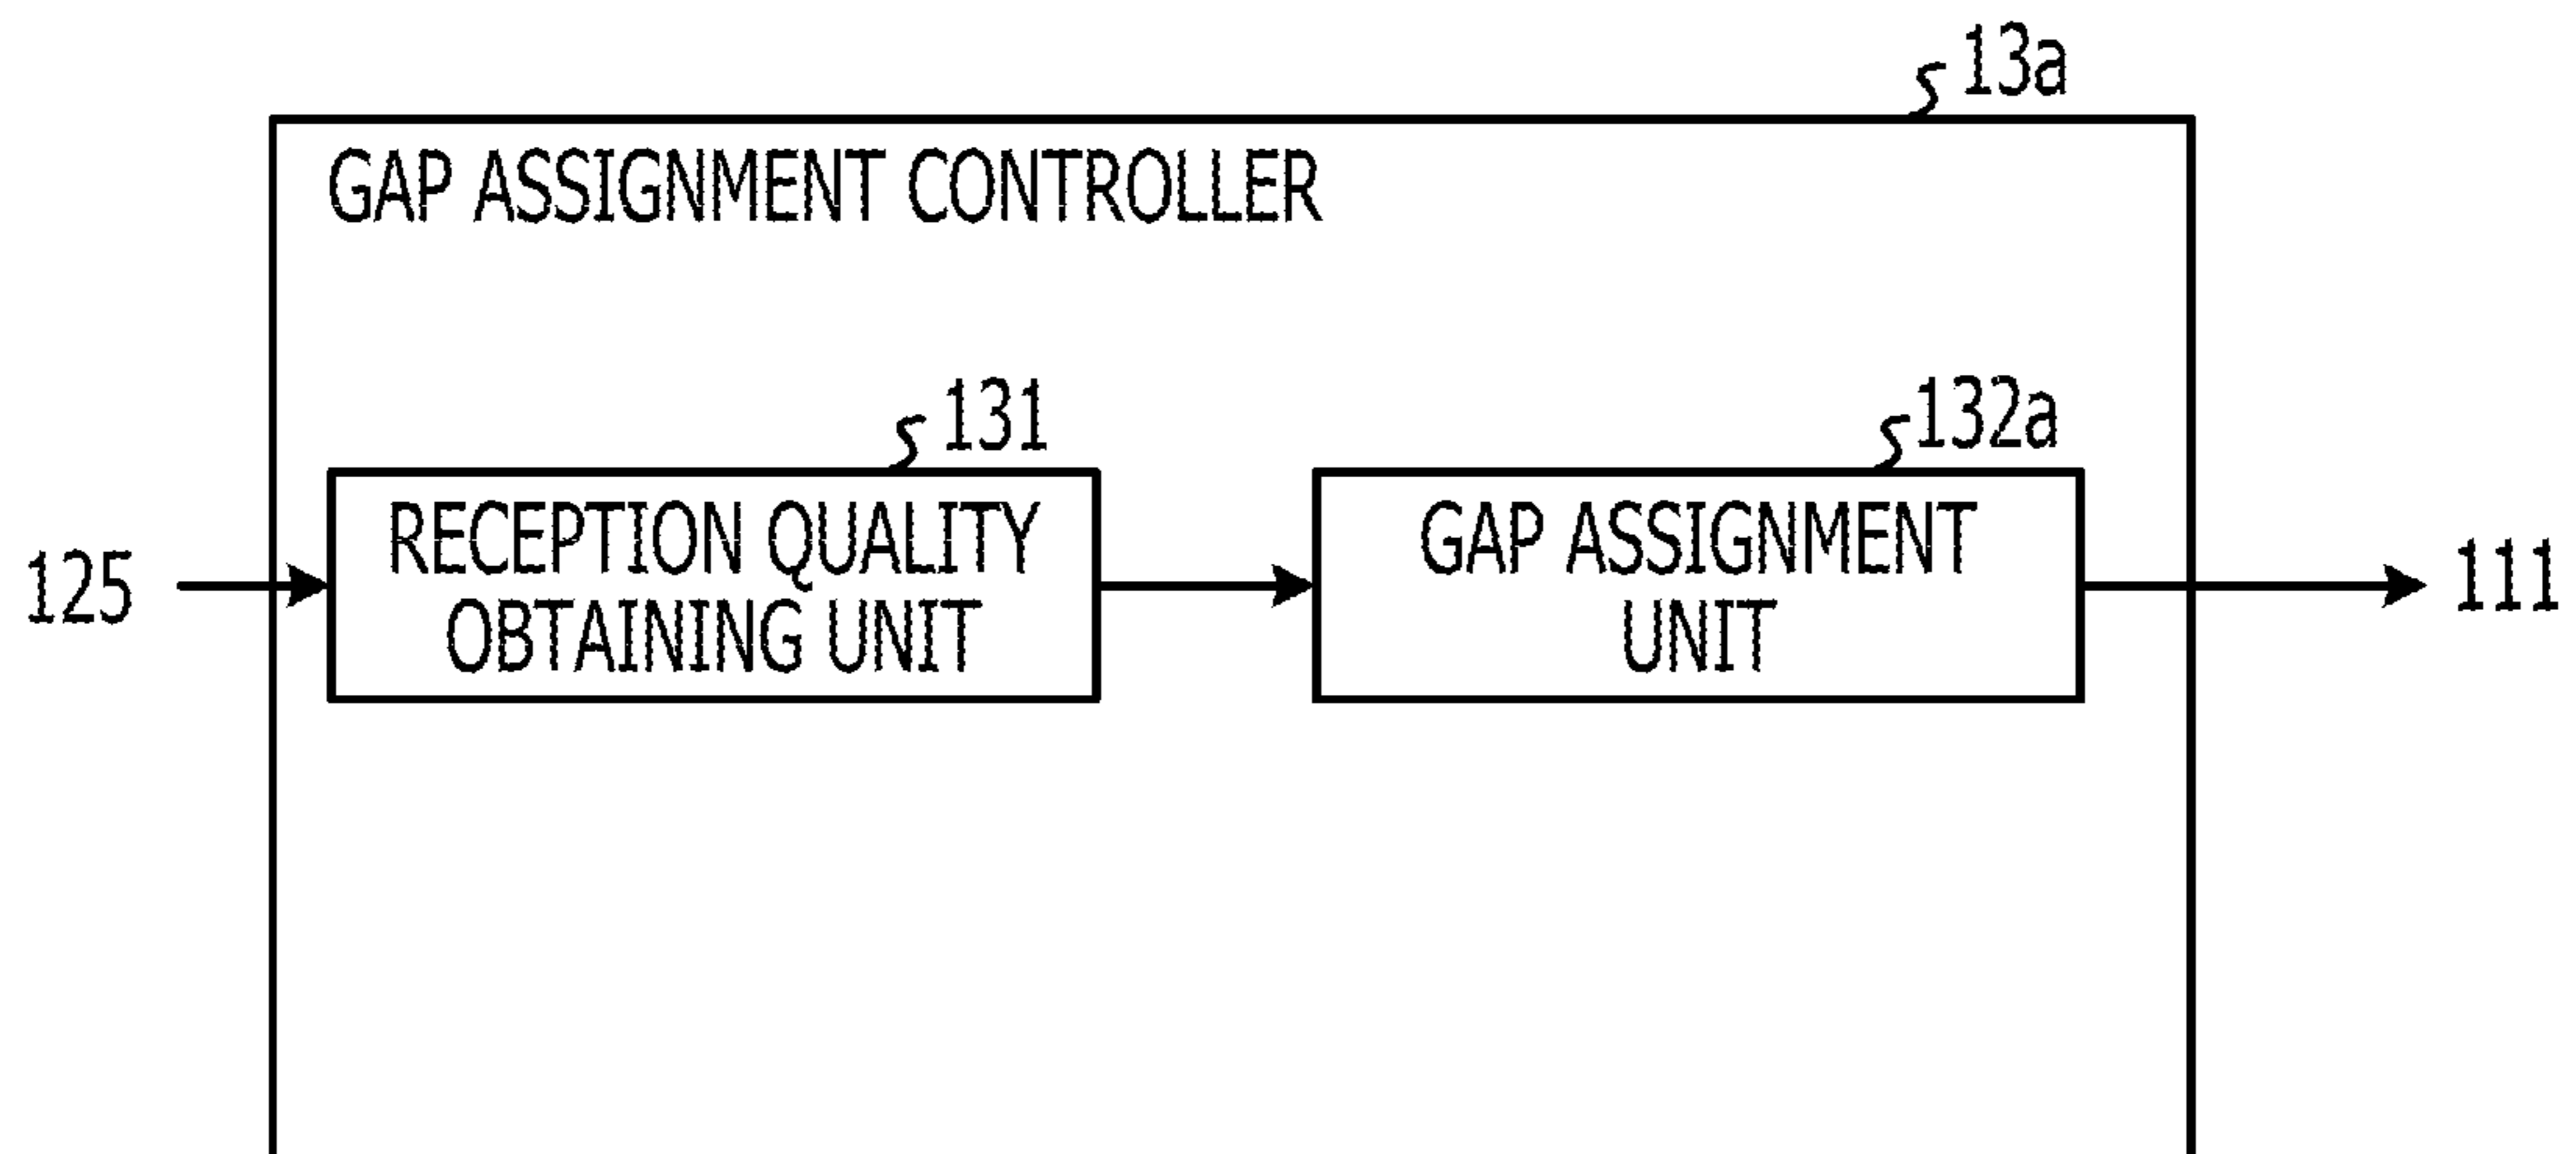 13a
GAP ASSIGNMENT CONTROLLER
131
132a
RECEPTION QUALITY
OBTAINING UNIT
GAP ASSIGNMENT
UNIT
125
111